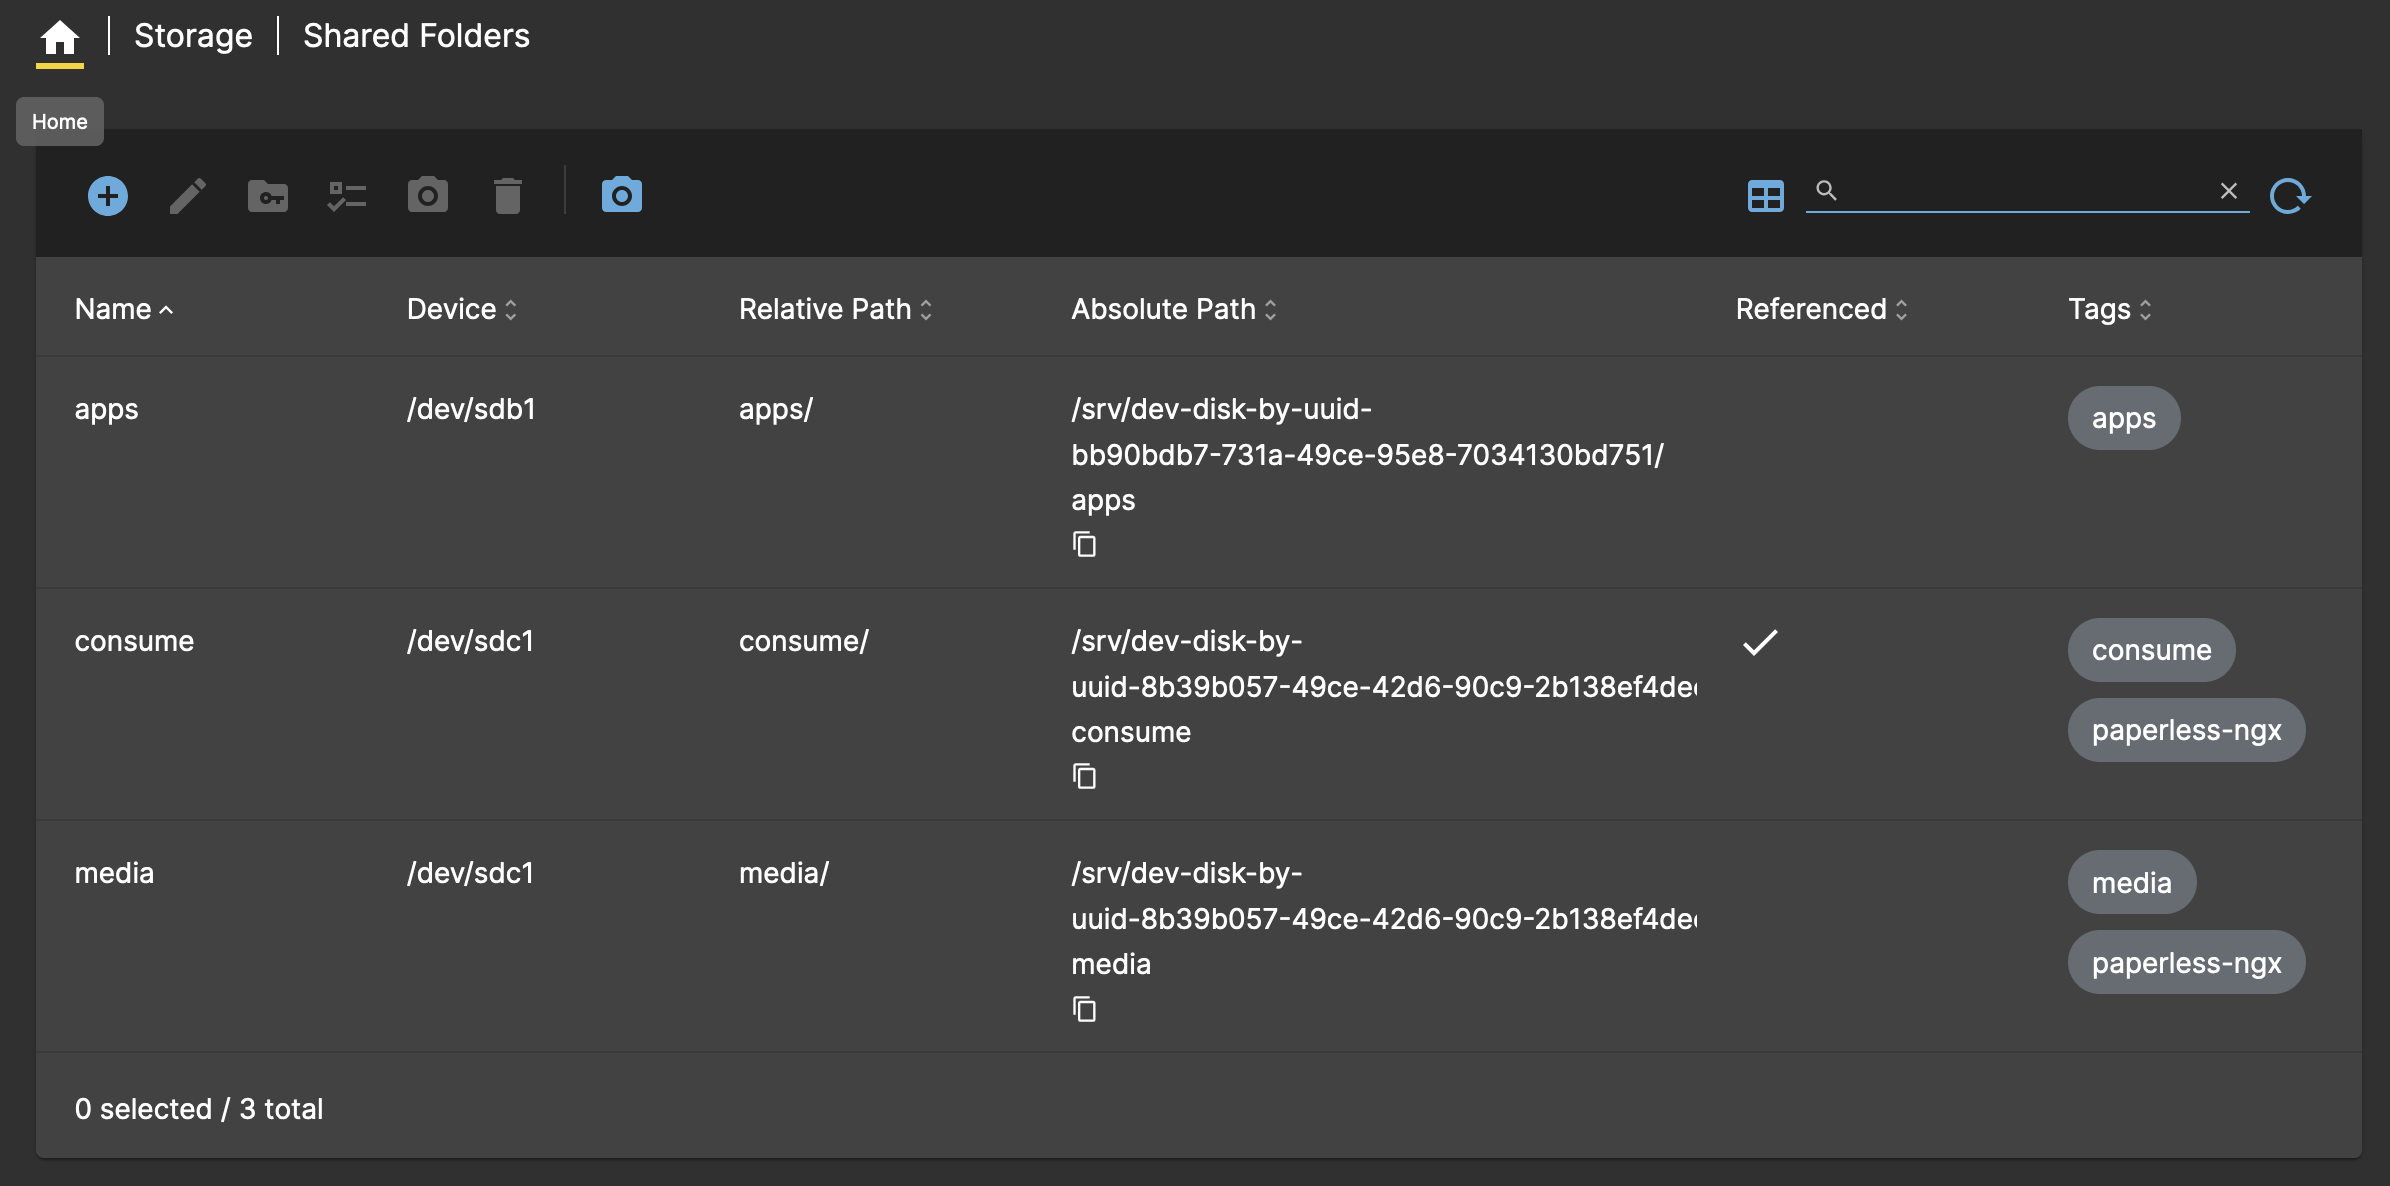 Storage
Shared Folders
Home
Name
Device
Relative Path
Absolute Path
Referenced
Tags
apps
/dev/sdb1
apps/
/srv/dev-disk-by-uuid-
bb90bdb7-731a-49ce-95e8-7034130bd751/
apps
apps
consume
/dev/sdc1
consume/
/srv/dev-disk-by-
uuid-8b39b057-49ce-42d6-90c9-2b138ef4de
consume
consume
paperless-ngx
media
/dev/sdc1
media/
/srv/dev-disk-by-
uuid-8b39b057-49ce-42d6-90c9-2b138ef4de
media
media
paperless-ngx
0 selected / 3 total